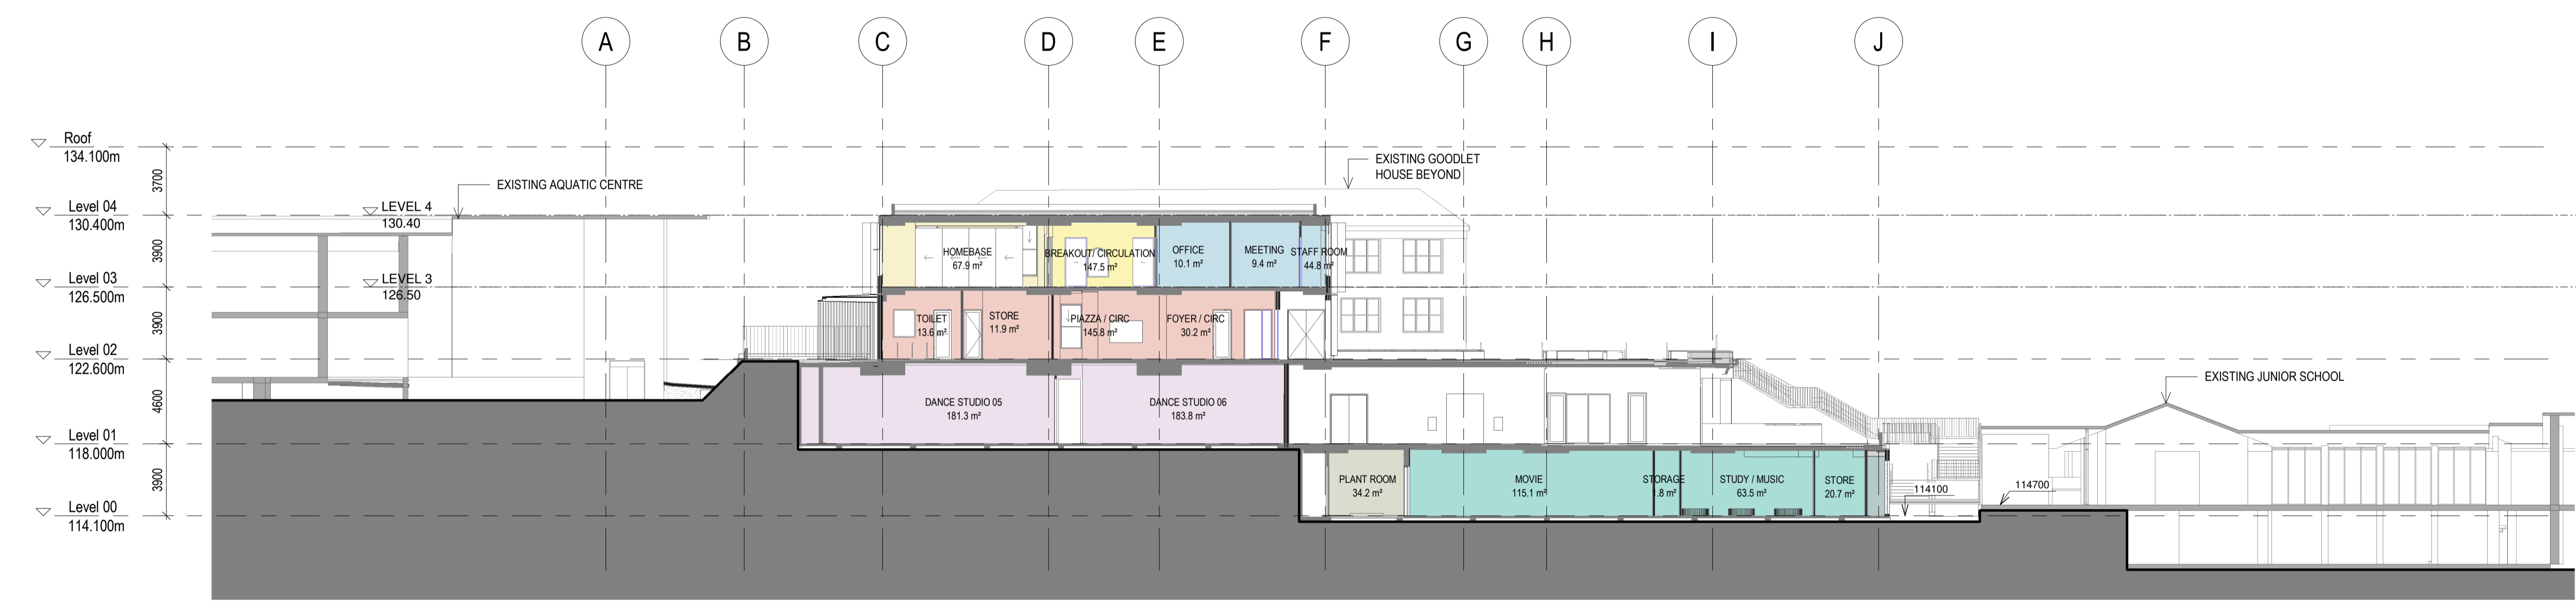 A
B
C
D
E
F
G
H
I
J
Roof
134.100m
3700
EXISTING GOODLET
HOUSE BEYOND
EXISTING AQUATIC CENTRE
Level 04
130.400m
LEVEL 4
130.40
3900
HOMEBASE
67.9 m²
BREAKOUT/ CIRCULATION
147.5 m²
OFFICE
10.1 m²
MEETING
9.4 m²
STAFF ROOM
44.8 m²
Level 03
126.500m
LEVEL 3
126.50
3900
TOILET
13.6 m²
STORE
11.9 m²
PIAZZA / CIRC
145.8 m²
FOYER / CIRC
30.2 m²
Level 02
122.600m
4600
EXISTING JUNIOR SCHOOL
DANCE STUDIO 05
181.3 m²
DANCE STUDIO 06
183.8 m²
Level 01
118.000m
3900
PLANT ROOM
34.2 m²
MOVIE
115.1 m²
STORAGE
STUDY / MUSIC
63.5 m²
STORE
20.7 m²
114100
114700
Level 00
114.100m